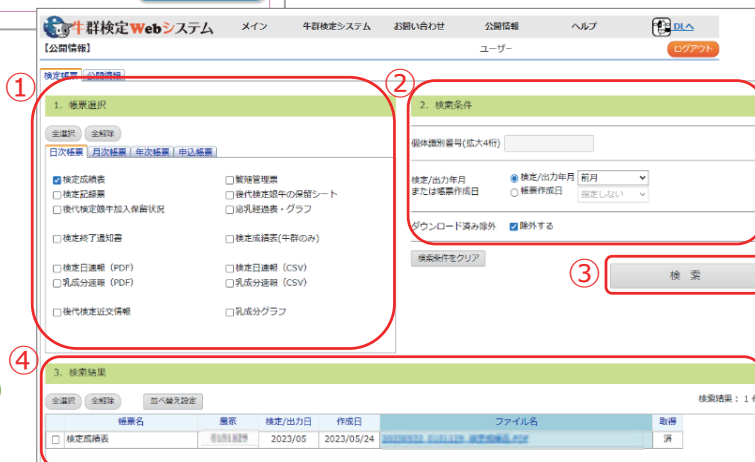 牛群検定Webシステム メイン 牛群検定システム お問い合わせ 公開情報 ヘルプ DLへ
【公開情報】 ユーザー ログアウト
検定帳票 公開情報
① ②
1. 帳票選択
2. 検索条件
全選択 全解除
日次帳票 月次帳票 年次帳票 申込帳票
個体識別番号(拡大4桁)
検定成績表 繁殖管理票
検定記録票 後代検定娘牛の保留シート
後代検定娘牛加入保留状況 泌乳経過表・グラフ
検定終了通知書 検定成績表(牛群のみ)
検定日速報 (PDF) 検定日速報 (CSV)
乳成分速報 (PDF) 乳成分速報 (CSV)
後代検定近交情報 乳成分グラフ
検定/出力年月 または帳票作成日
検定/出力年月 前月
帳票作成日 指定しない
ダウンロード済み除外 除外する
検索条件をクリア
③ 検 索
④
3. 検索結果
全選択 全解除 並べ替え設定 検索結果: 1
帳票名 農家 検定/出力日 作成日 ファイル名 取得
検定成績表 2023/05 2023/05/24 済